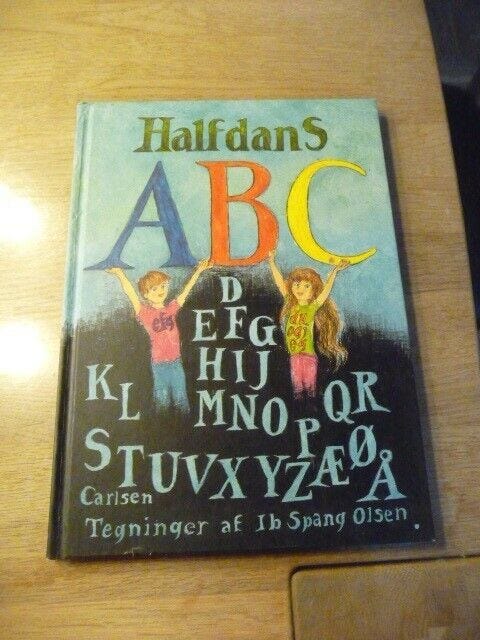 Halfdans
ABC
D
EFG
HIJ
KL
MNO
P
QR
STUVXYZÆØÅ
Carlsen
Tegninger af Ib Spang Olsen.